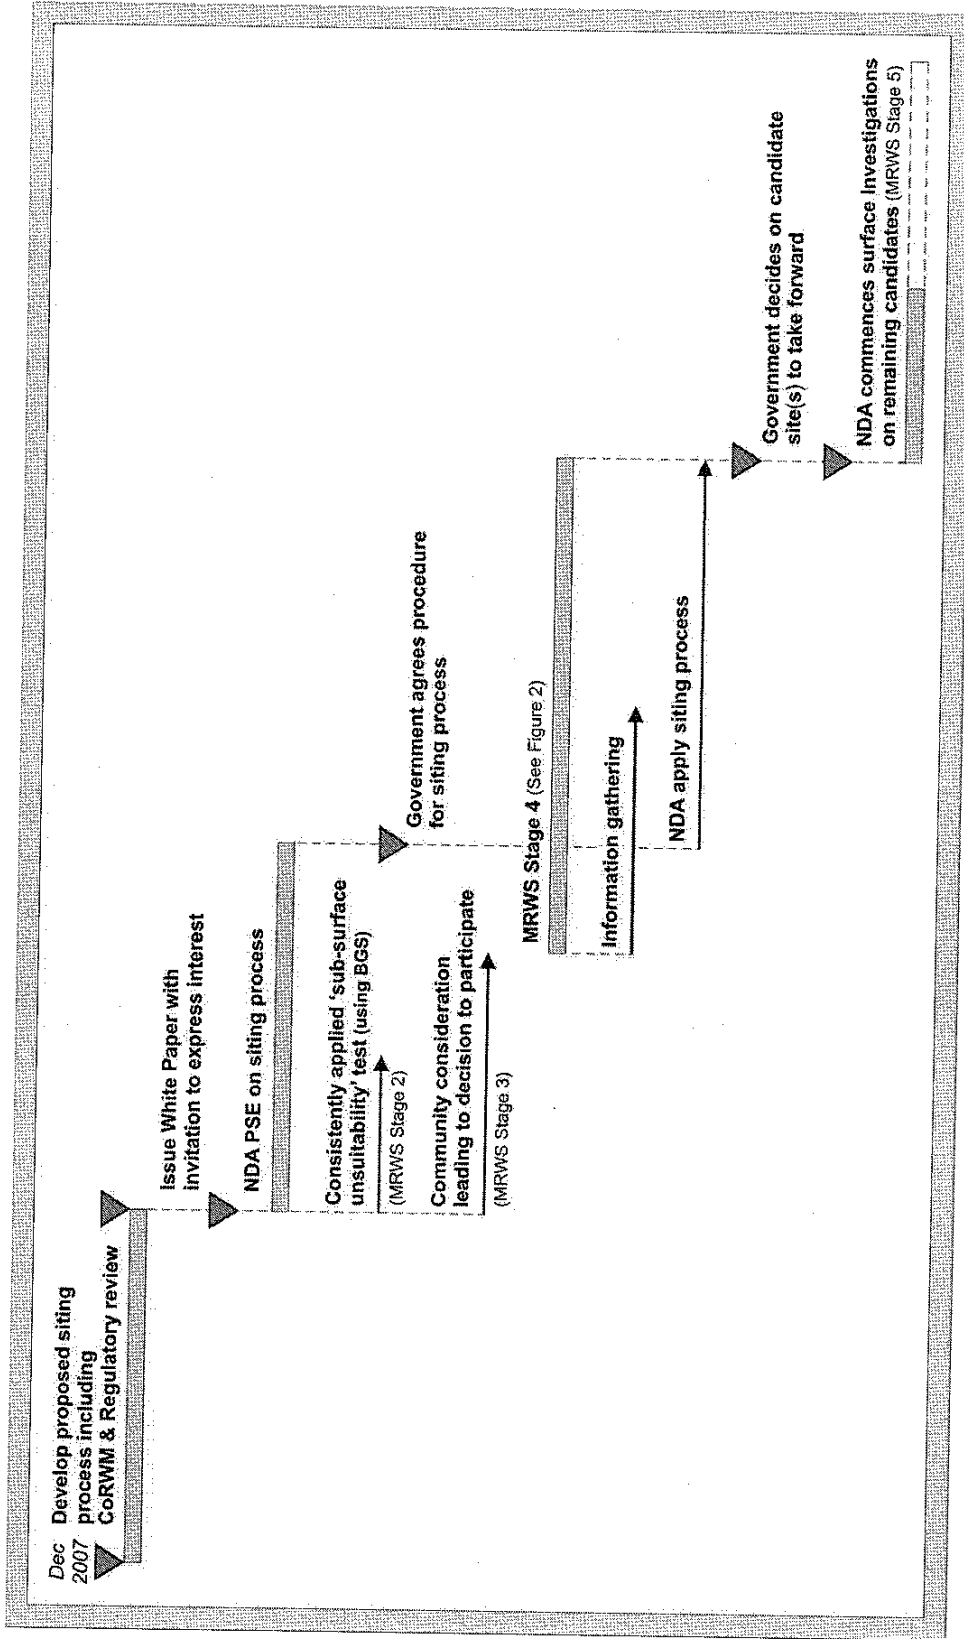 Dec
2007
Develop proposed siting
process including
CoRWM & Regulatory review
Issue White Paper with
invitation to express interest
NDA PSE on siting process
Consistently applied ‘sub-surface
unsuitability’ test (using BGS)
(MRWS Stage 2)
Community consideration
leading to decision to participate
(MRWS Stage 3)
Government agrees procedure
for siting process
MRWS Stage 4 (See Figure 2)
Information gathering
NDA apply siting process
Government decides on candidate
site(s) to take forward
NDA commences surface Investigations
on remaining candidates (MRWS Stage 5)